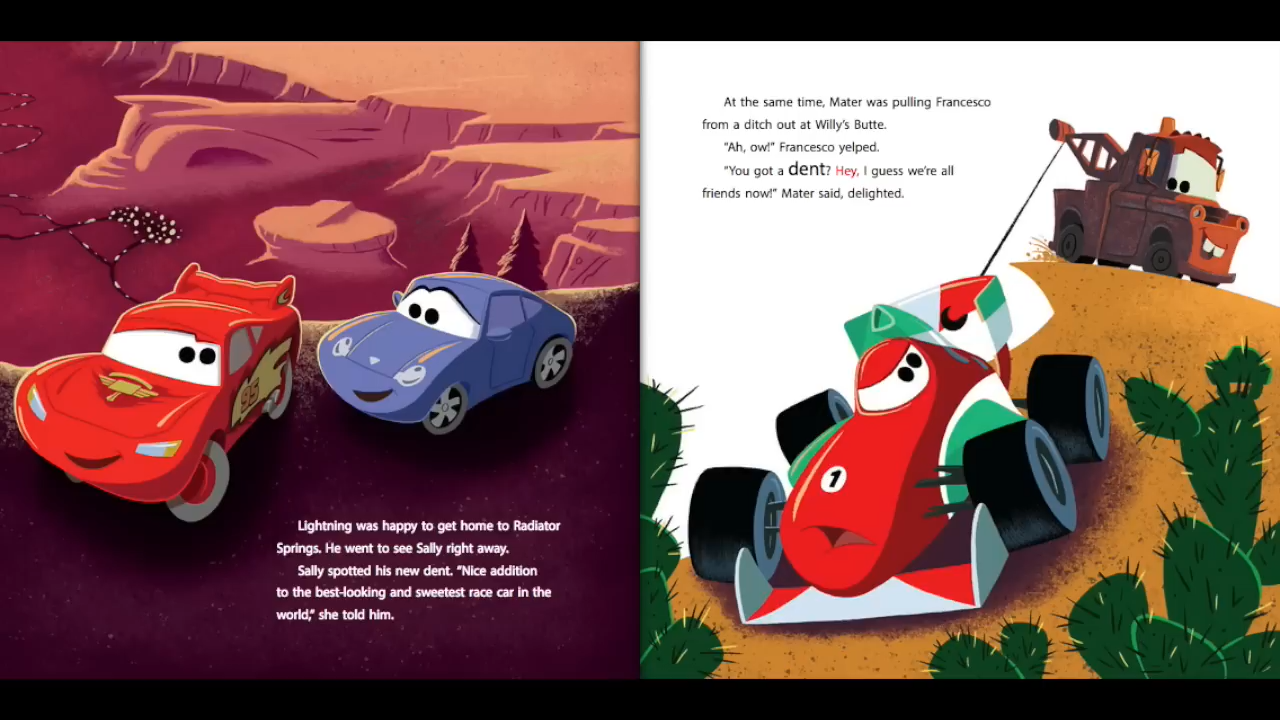 95
Lightning was happy to get home to Radiator
Springs. He went to see Sally right away.
Sally spotted his new dent. “Nice addition
to the best-looking and sweetest race car in the
world,” she told him.
At the same time, Mater was pulling Francesco
from a ditch out at Willy’s Butte.
“Ah, ow!” Francesco yelped.
“You got a dent? Hey, I guess we’re all
friends now!” Mater said, delighted.
1